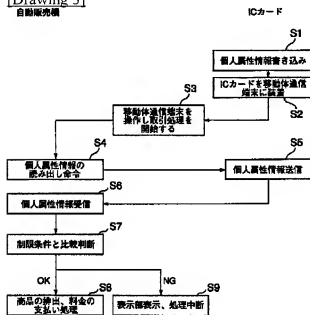 [Drawing 3]
自動販売機
ICカード
S1
個人属性情報書き込み
S2
ICカードを移動体通信
端末に装着
S3
移動体通信端末を
操作し取引処理を
開始する
S4
個人属性情報の
読み出し命令
S5
個人属性情報送信
S6
個人属性情報受信
S7
制限条件と比較判断
OK
NG
S8
商品の排出、料金の
支払い処理
S9
表示部表示、処理中断